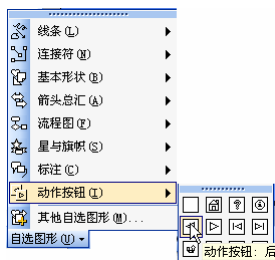 线条(L)
连接符(N)
基本形状(B)
箭头总汇(A)
流程图(F)
星与旗帜(S)
标注(C)
动作按钮(I)
其他自选图形(M)...
自选图形(U)
动作按钮: 后